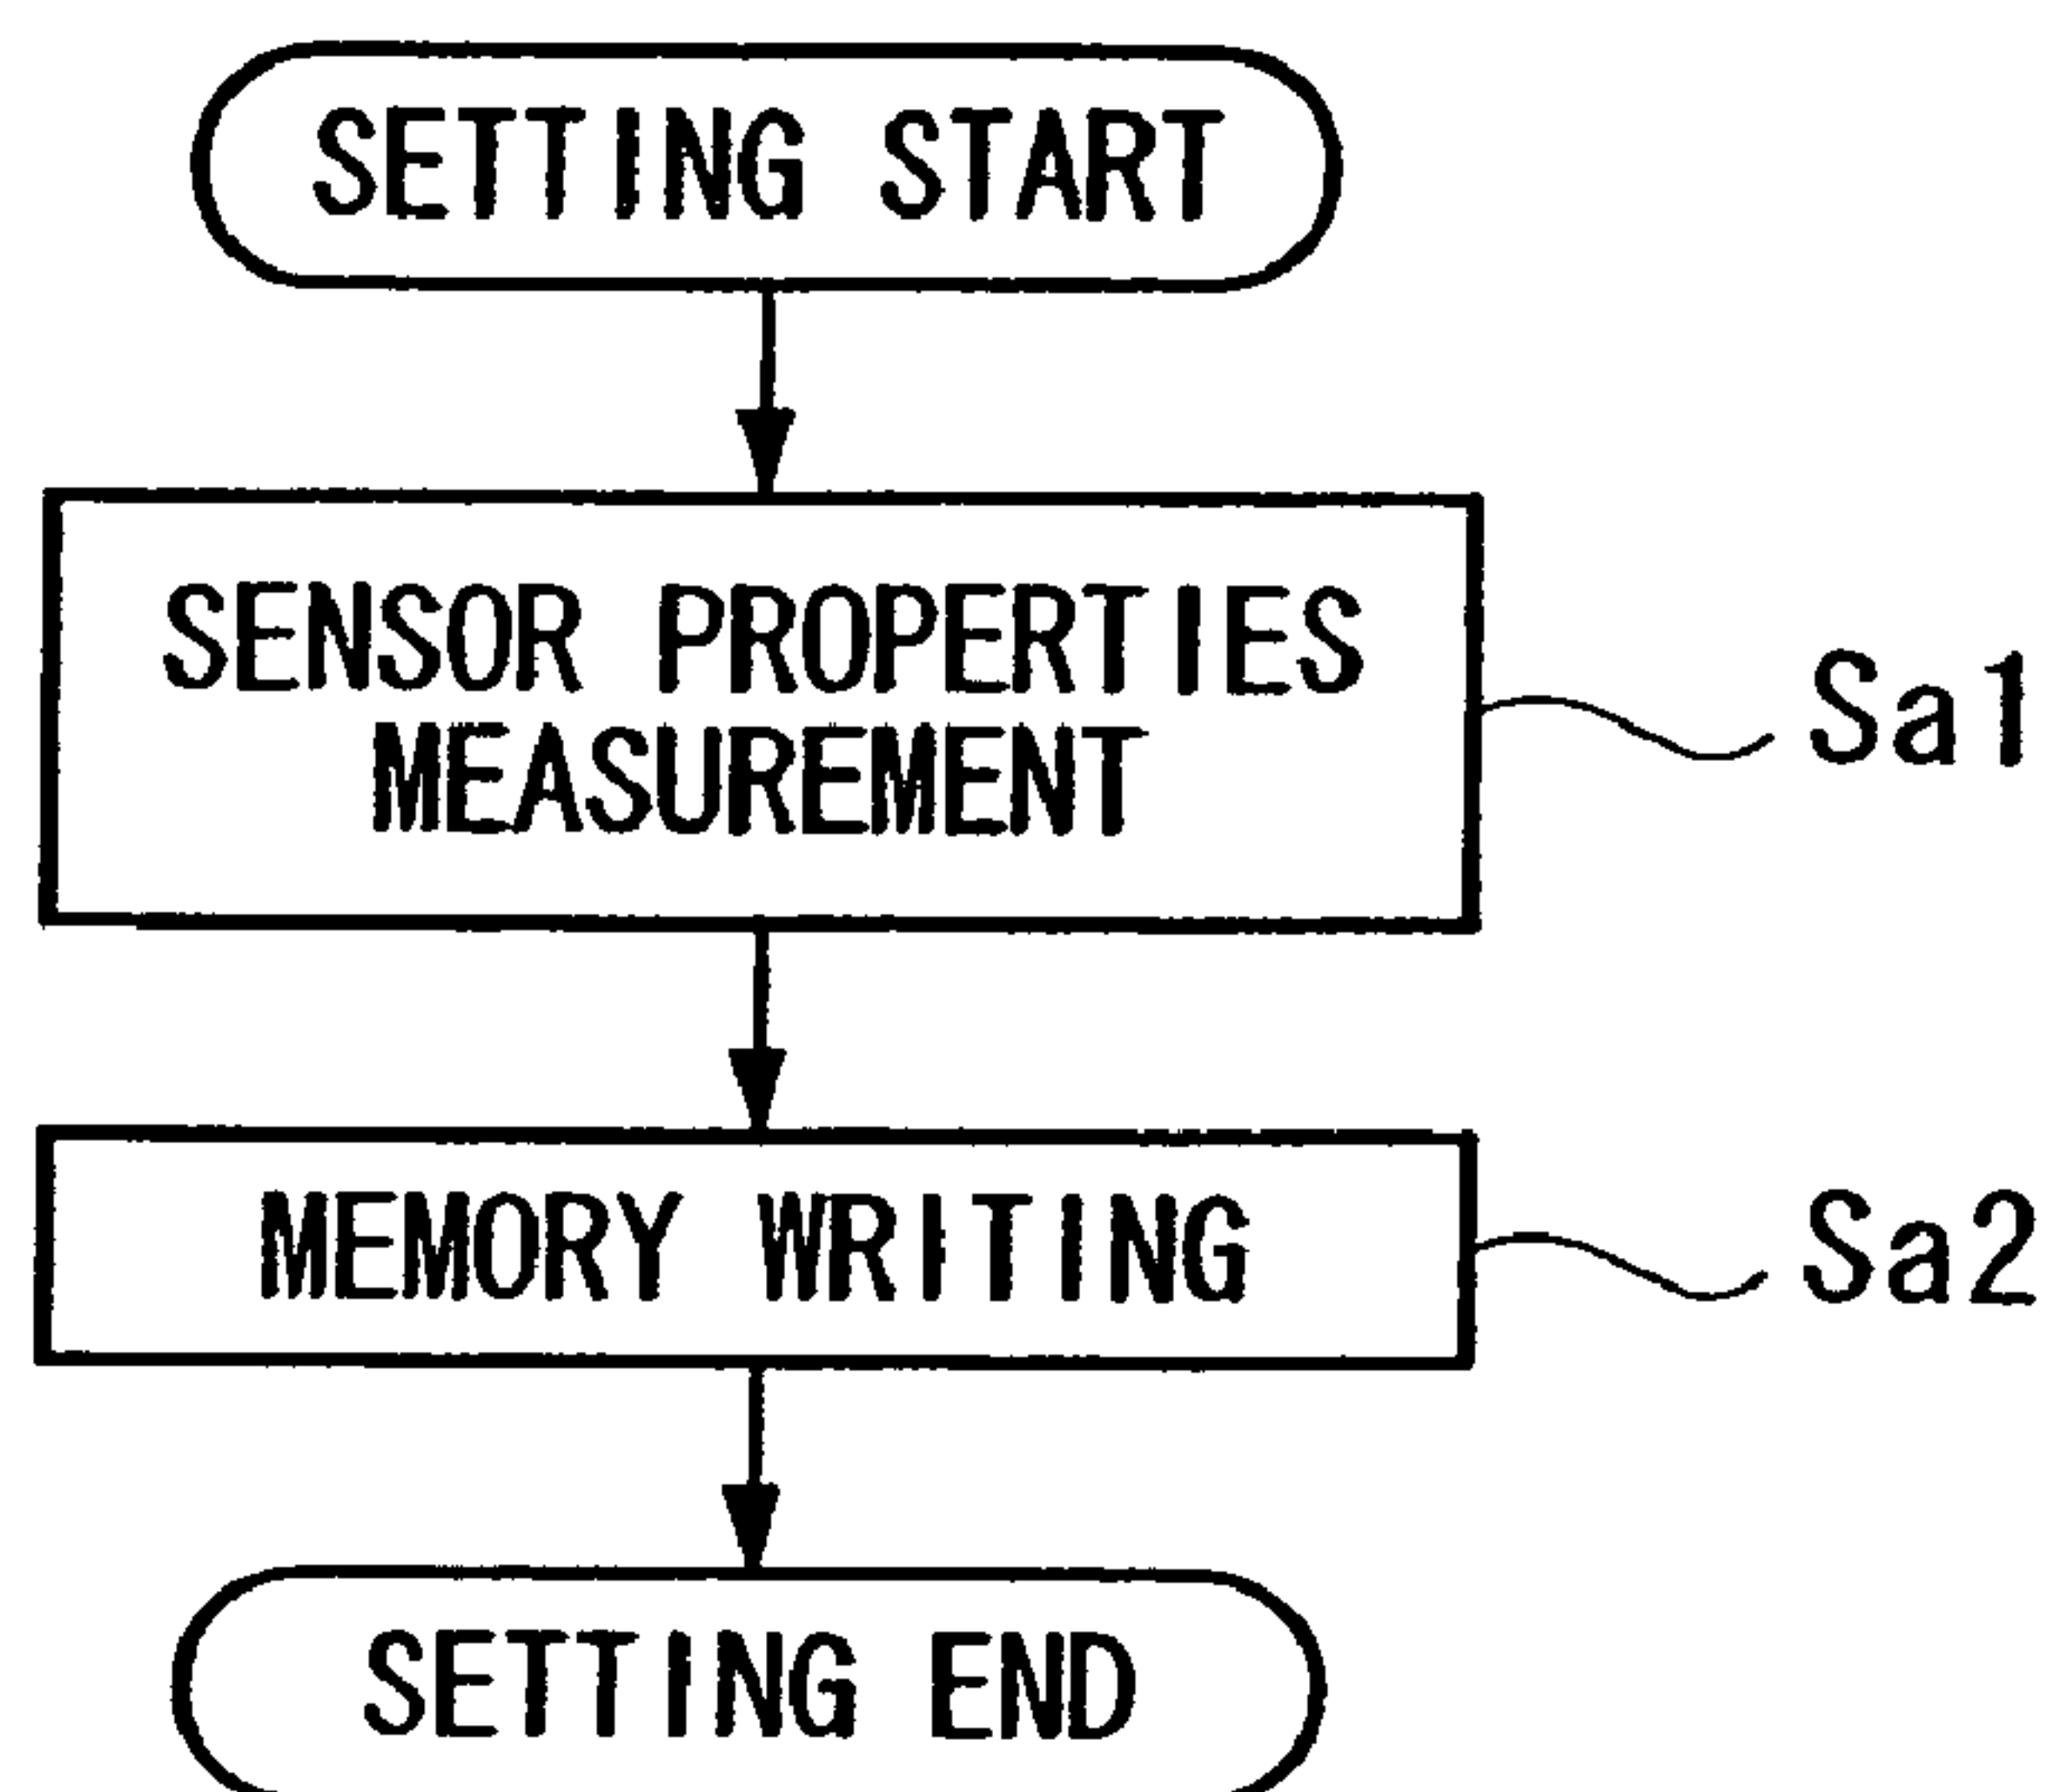 SETTING START
SENSOR PROPERTIES
MEASUREMENT
Sa1
MEMORY WRITING
Sa2
SETTING END